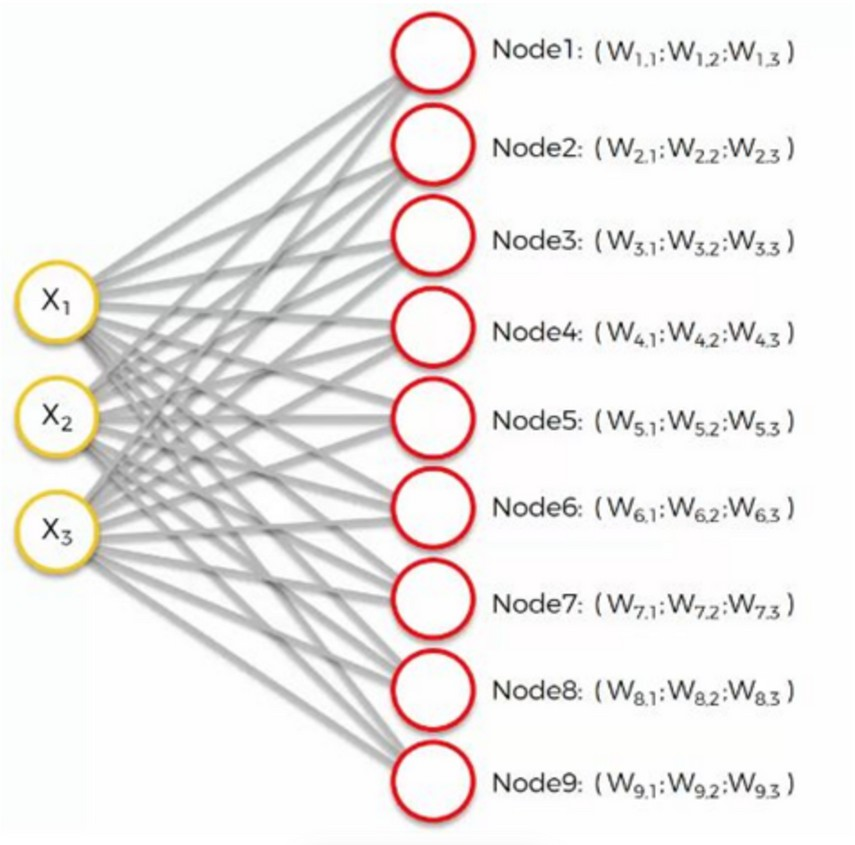 X₁
X₂
X₃
Node1: (W₁,₁;W₁,₂;W₁,₃)
Node2: (W₂,₁;W₂,₂;W₂,₃)
Node3: (W₃,₁;W₃,₂;W₃,₃)
Node4: (W₄,₁;W₄,₂;W₄,₃)
Node5: (W₅,₁;W₅,₂;W₅,₃)
Node6: (W₆,₁;W₆,₂;W₆,₃)
Node7: (W₇,₁;W₇,₂;W₇,₃)
Node8: (W₈,₁;W₈,₂;W₈,₃)
Node9: (W₉,₁;W₉,₂;W₉,₃)